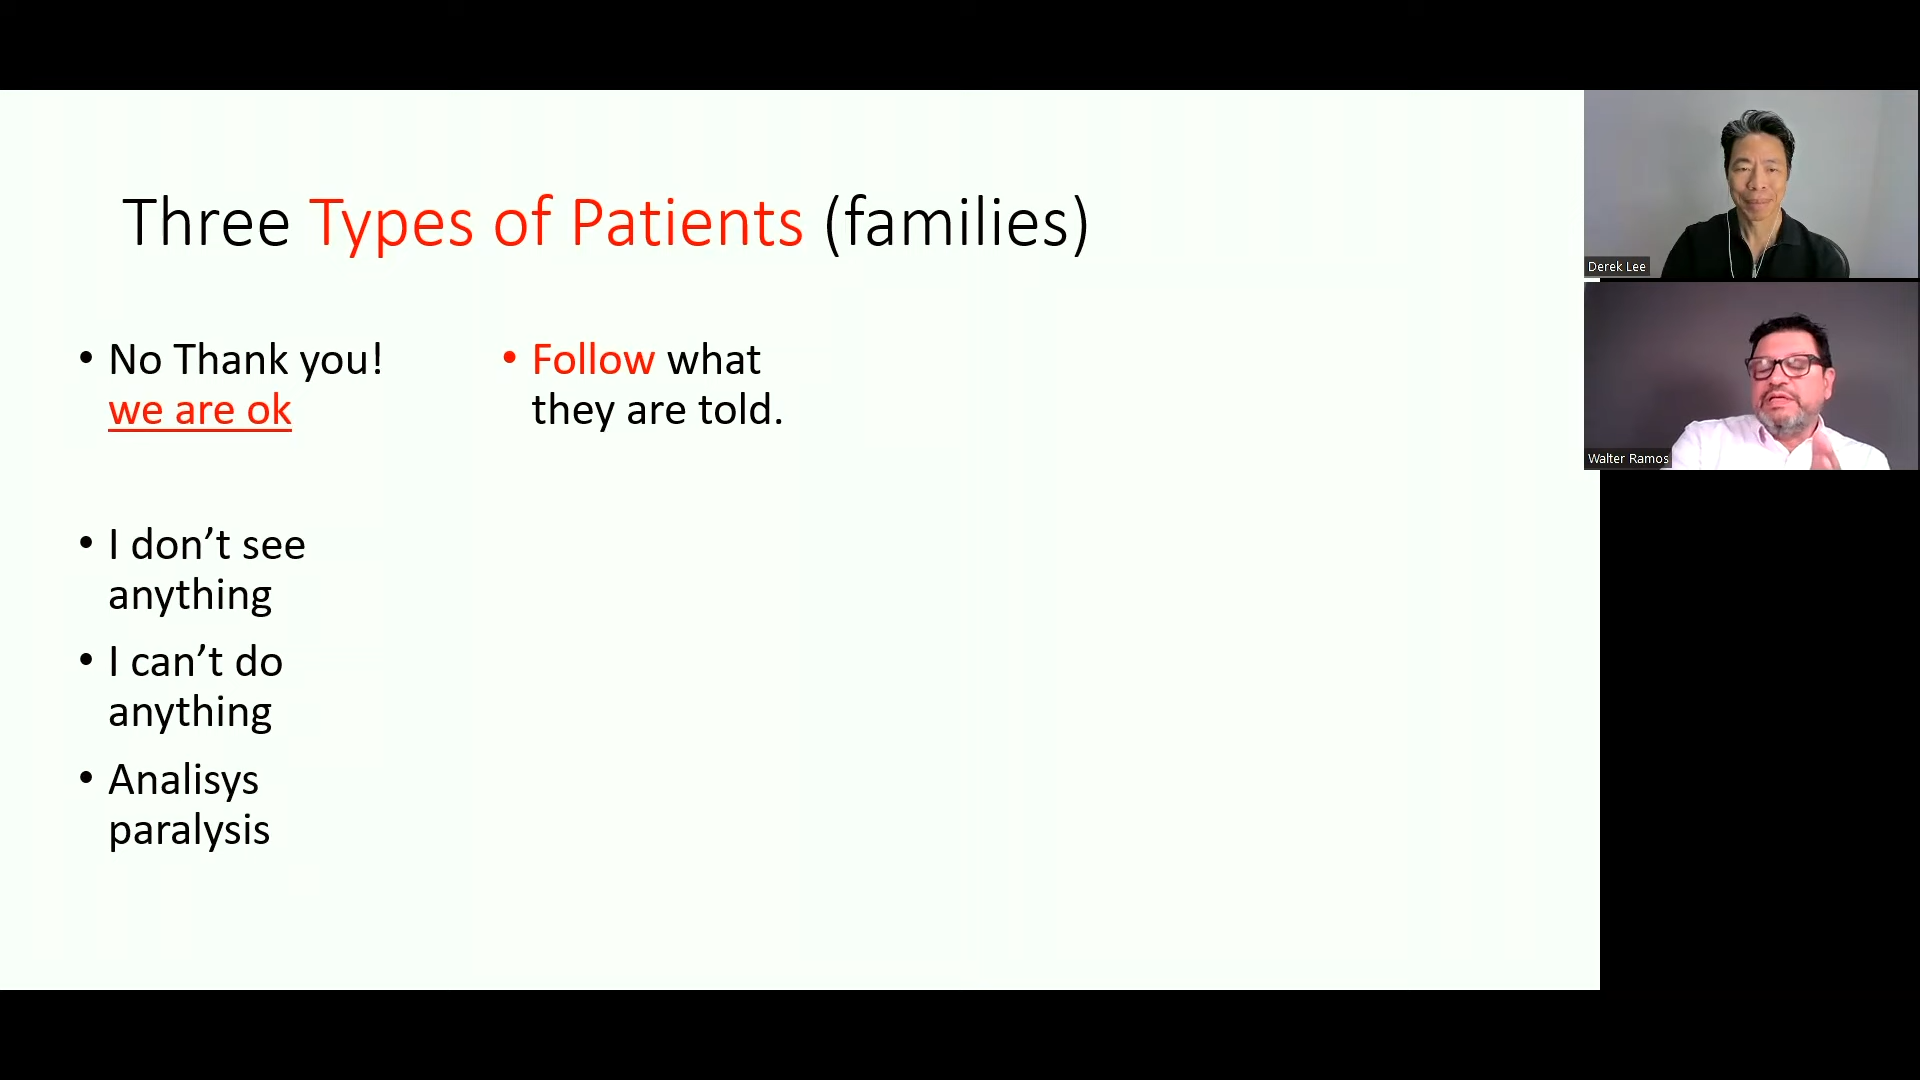 Three Types of Patients (families)
• No Thank you!
we are ok
• I don’t see
anything
• I can’t do
anything
• Analisys
paralysis
• Follow what
they are told.
Derek Lee
Walter Ramos